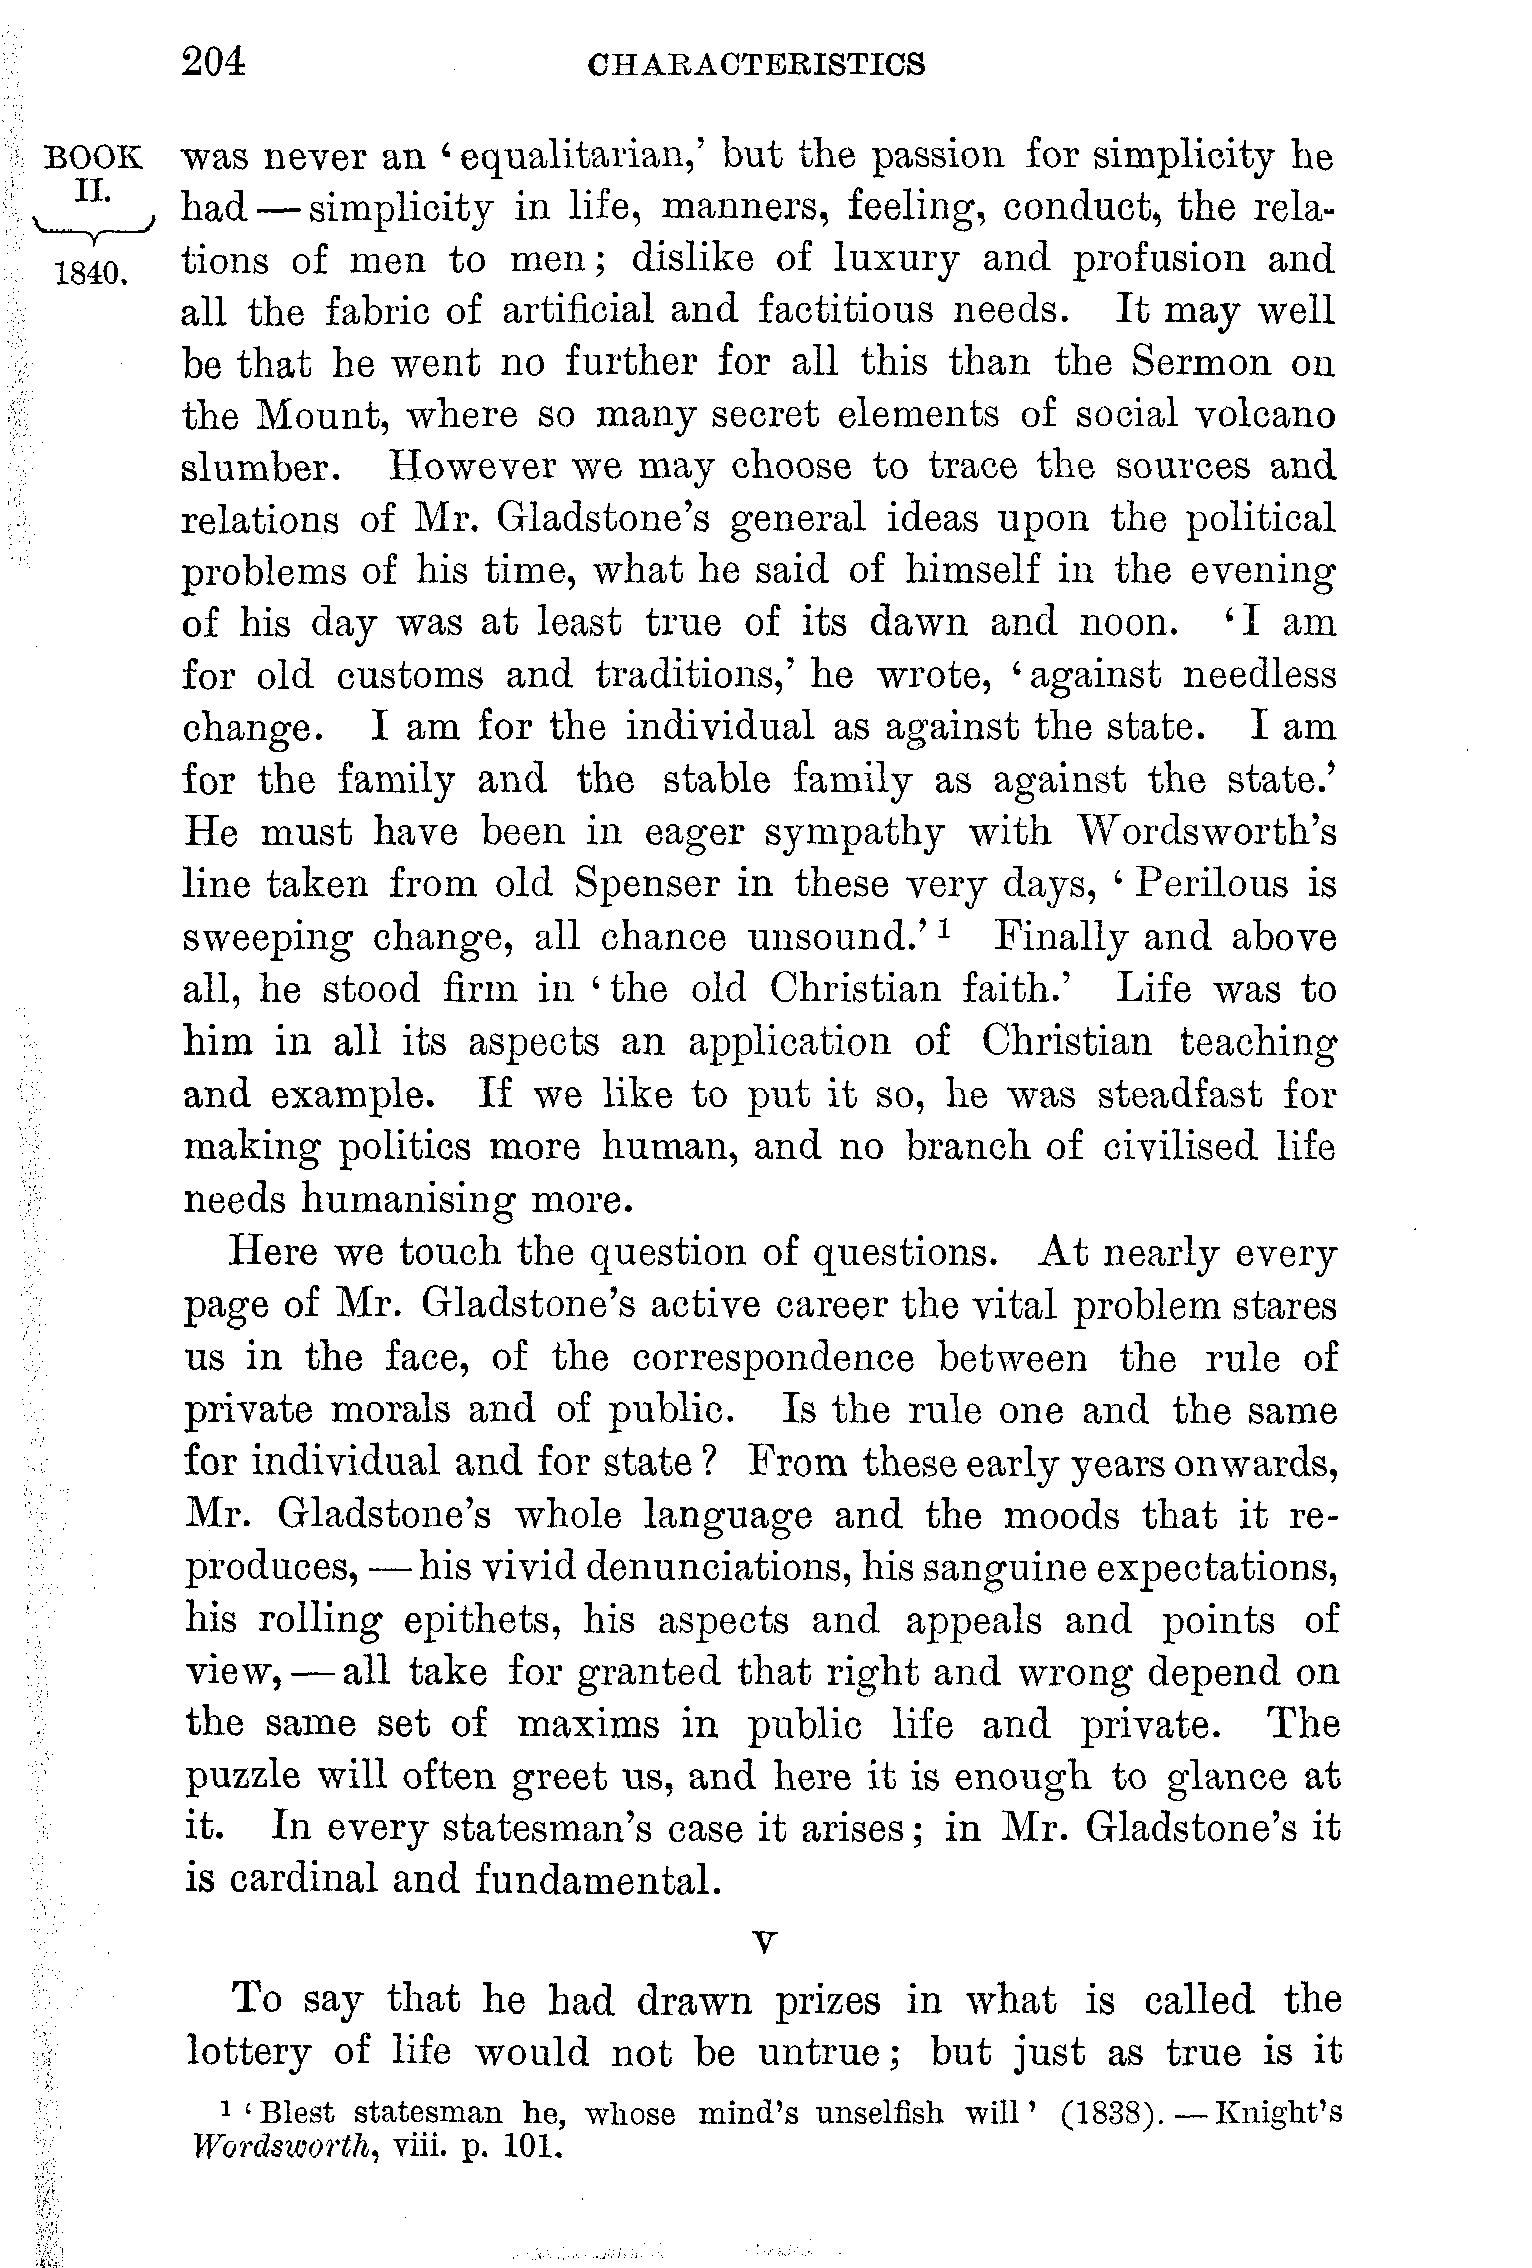 204 CHARACTERISTICS
BOOK
II.
1840.
was never an ‘equalitarian,’ but the passion for simplicity he
had — simplicity in life, manners, feeling, conduct, the rela-
tions of men to men; dislike of luxury and profusion and
all the fabric of artificial and factitious needs. It may well
be that he went no further for all this than the Sermon on
the Mount, where so many secret elements of social volcano
slumber. However we may choose to trace the sources and
relations of Mr. Gladstone’s general ideas upon the political
problems of his time, what he said of himself in the evening
of his day was at least true of its dawn and noon. ‘I am
for old customs and traditions,’ he wrote, ‘against needless
change. I am for the individual as against the state. I am
for the family and the stable family as against the state.’
He must have been in eager sympathy with Wordsworth’s
line taken from old Spenser in these very days, ‘Perilous is
sweeping change, all chance unsound.’ 1 Finally and above
all, he stood firm in ‘the old Christian faith.’ Life was to
him in all its aspects an application of Christian teaching
and example. If we like to put it so, he was steadfast for
making politics more human, and no branch of civilised life
needs humanising more.
Here we touch the question of questions. At nearly every
page of Mr. Gladstone’s active career the vital problem stares
us in the face, of the correspondence between the rule of
private morals and of public. Is the rule one and the same
for individual and for state? From these early years onwards,
Mr. Gladstone’s whole language and the moods that it re-
produces, — his vivid denunciations, his sanguine expectations,
his rolling epithets, his aspects and appeals and points of
view, — all take for granted that right and wrong depend on
the same set of maxims in public life and private. The
puzzle will often greet us, and here it is enough to glance at
it. In every statesman’s case it arises; in Mr. Gladstone’s it
is cardinal and fundamental.
V
To say that he had drawn prizes in what is called the
lottery of life would not be untrue; but just as true is it
1 ‘Blest statesman he, whose mind’s unselfish will’ (1838). — Knight’s
Wordsworth, viii. p. 101.